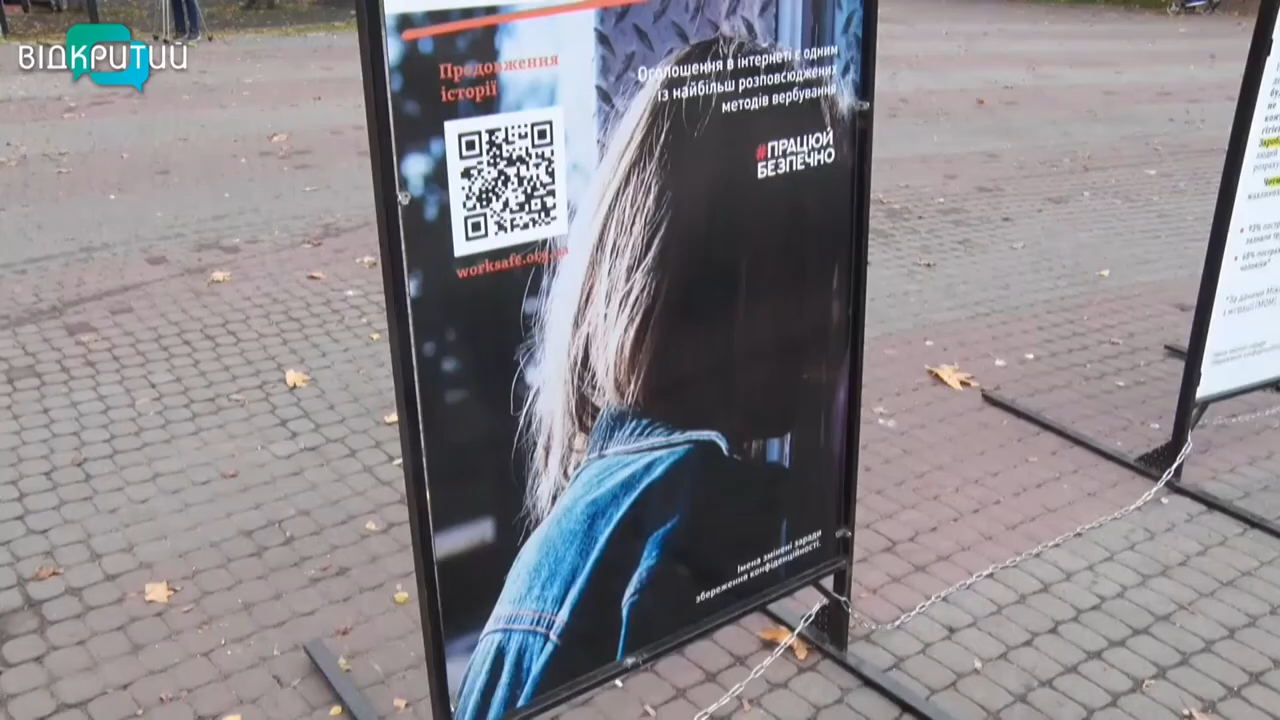 ВІДКРИТИЙ
Продовження
історії
worksafe.org.
Оголошення в інтернеті є одним
із найбільш розповсюджених
методів вербування
#ПРАЦЮЙ
БЕЗПЕЧНО
Імена змінені заради
збереження конфіденційності.